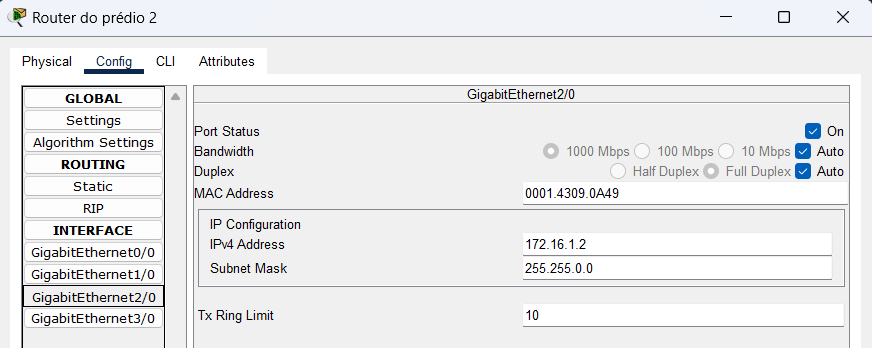 Router do prédio 2
Physical Config CLI Attributes
GLOBAL
Settings
Algorithm Settings
ROUTING
Static
RIP
INTERFACE
GigabitEthernet0/0
GigabitEthernet1/0
GigabitEthernet2/0
GigabitEthernet3/0
GigabitEthernet2/0
Port Status On
Bandwidth 1000 Mbps 100 Mbps 10 Mbps Auto
Duplex Half Duplex Full Duplex Auto
MAC Address 0001.4309.0A49
IP Configuration
IPv4 Address 172.16.1.2
Subnet Mask 255.255.0.0
Tx Ring Limit 10